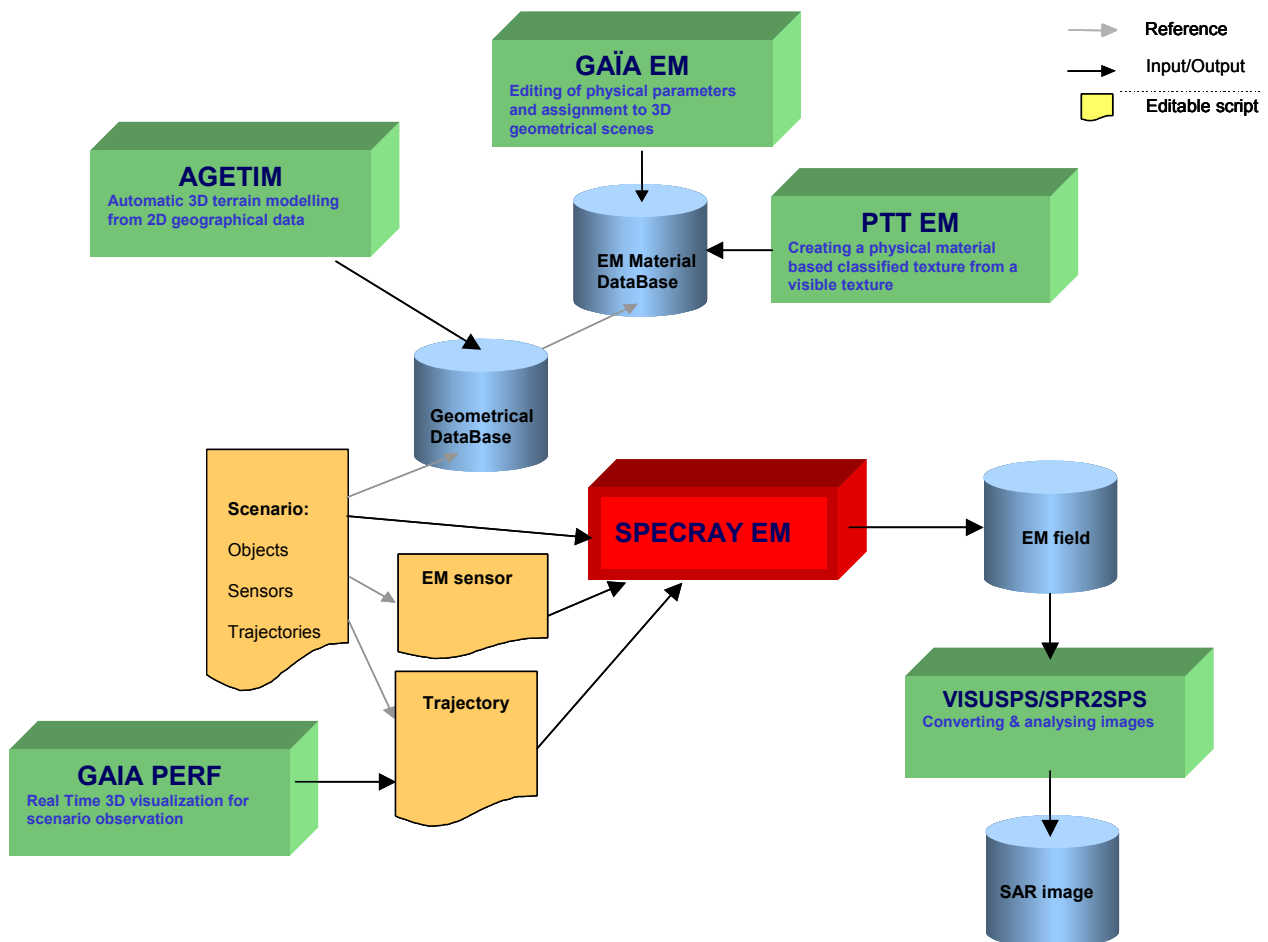 Reference
Input/Output
Editable script
GAÏA EM
Editing of physical parameters
and assignment to 3D
geometrical scenes
AGETIM
Automatic 3D terrain modelling
from 2D geographical data
PTT EM
Creating a physical material
based classified texture from a
visible texture
EM Material
DataBase
Geometrical
DataBase
Scenario:
Objects
Sensors
Trajectories
EM sensor
Trajectory
SPECRAY EM
EM field
VISUSPS/SPR2SPS
Converting & analysing images
GAIA PERF
Real Time 3D visualization for
scenario observation
SAR image